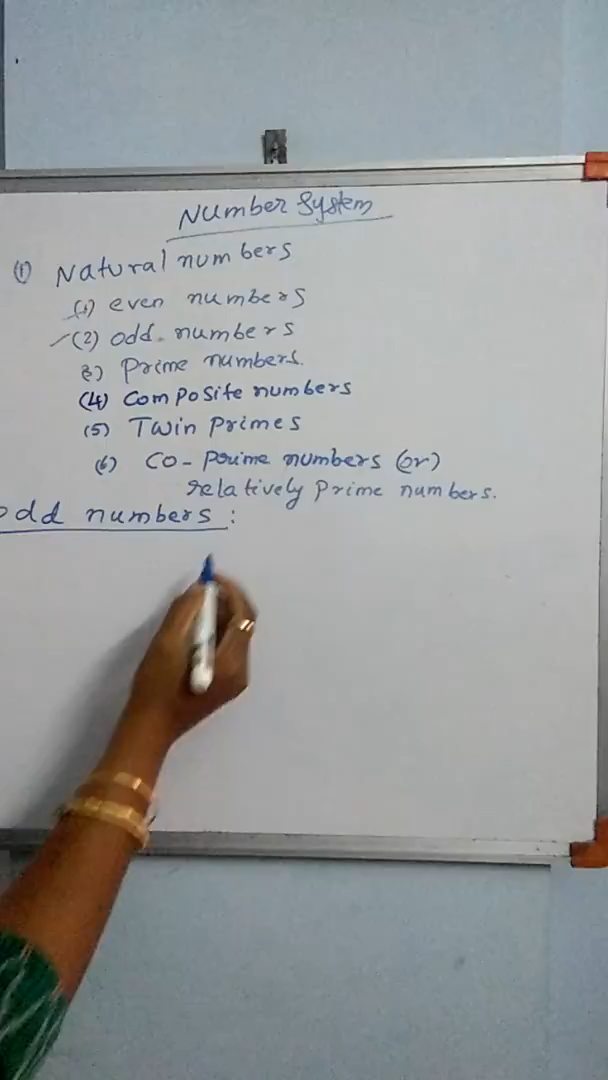 Number System
(1) Natural numbers
(1) even numbers
(2) odd numbers
3) Prime numbers.
(4) Composite numbers
(5) Twin Primes
(6) Co-prime numbers (or)
relatively Prime numbers.
odd numbers :